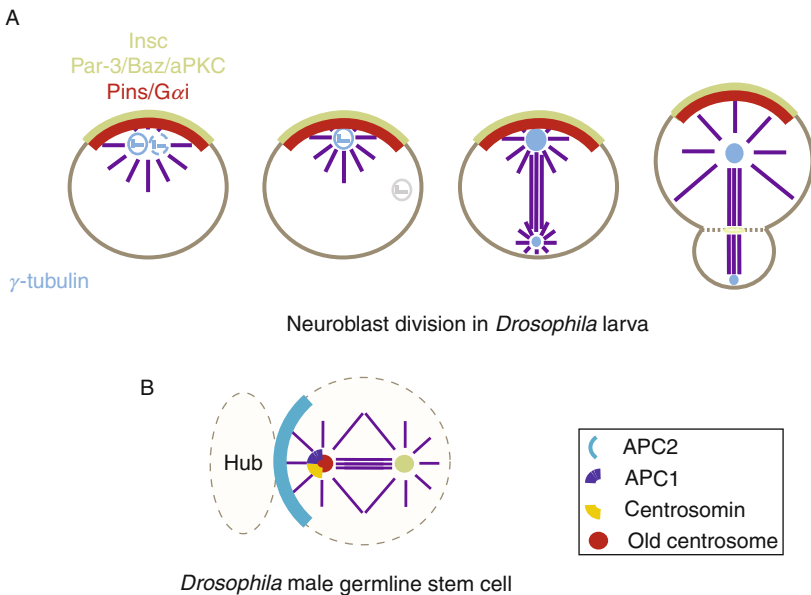 A
Insc
Par-3/Baz/aPKC
Pins/Gαi
γ-tubulin
Neuroblast division in Drosophila larva
B
Hub
APC2
APC1
Centrosomin
Old centrosome
Drosophila male germline stem cell